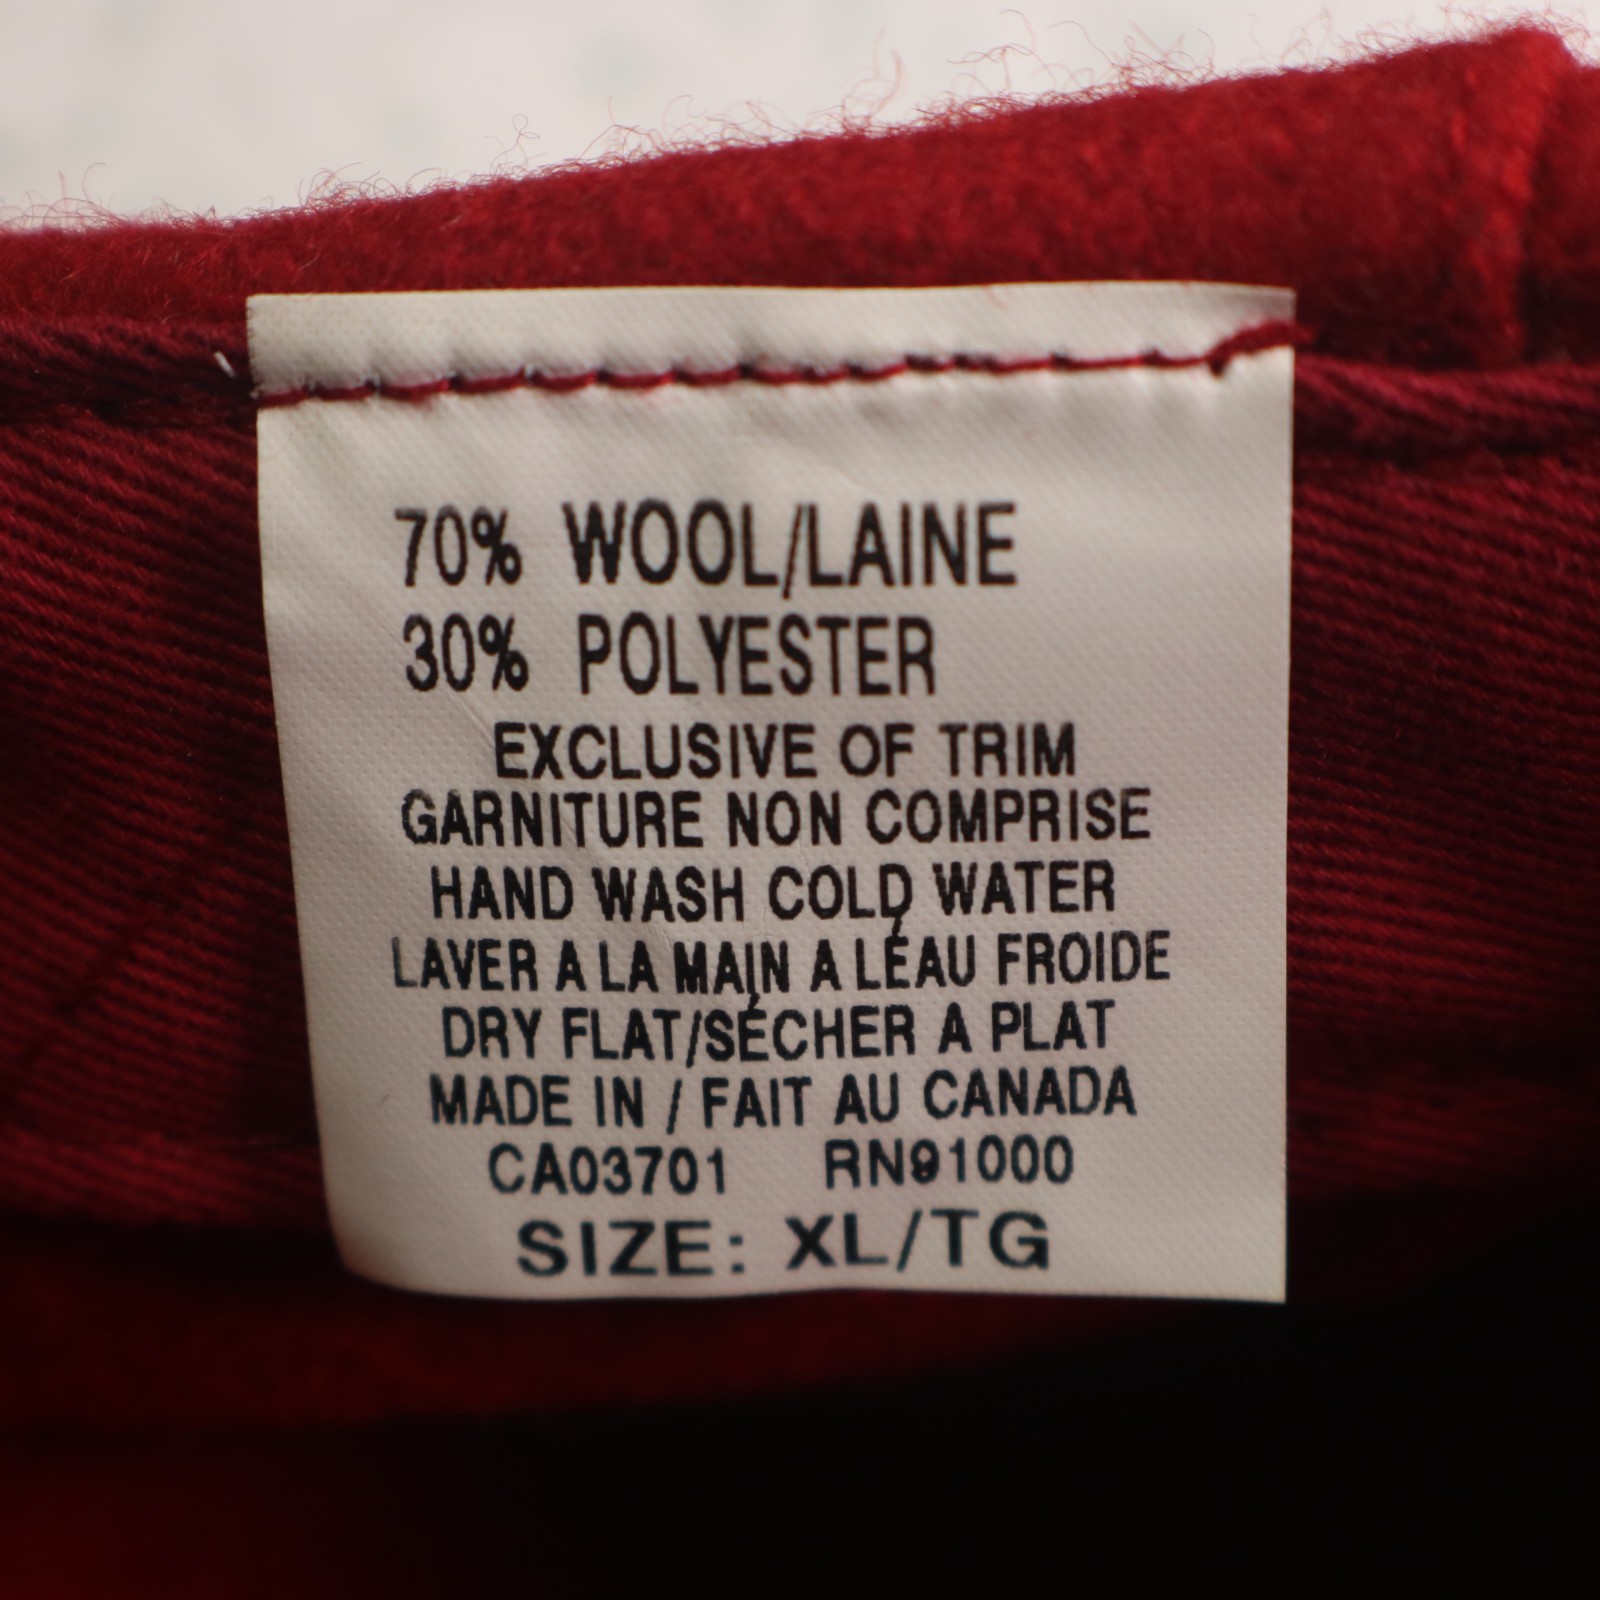 70% WOOL/LAINE
30% POLYESTER
EXCLUSIVE OF TRIM
GARNITURE NON COMPRISE
HAND WASH COLD WATER
LAVER A LA MAIN A LÉAU FROIDE
DRY FLAT/SÉCHER A PLAT
MADE IN / FAIT AU CANADA
CA03701 RN91000
SIZE: XL/TG